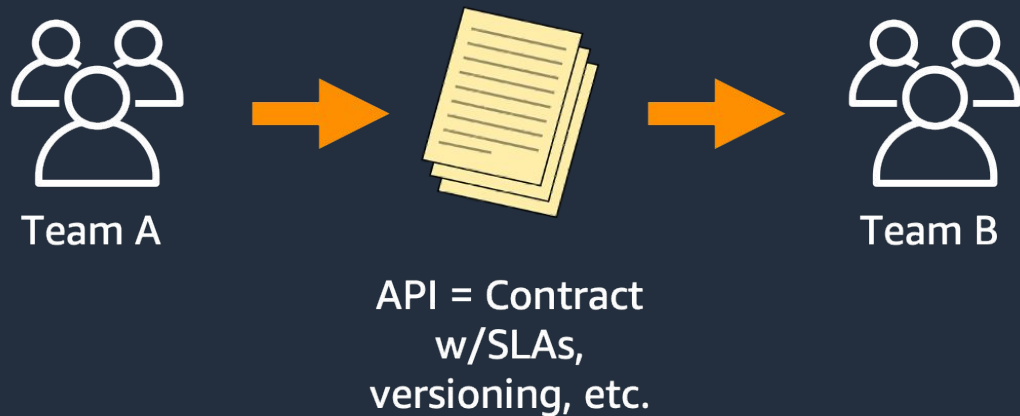 Team A
Team B
API = Contract
w/SLAs,
versioning, etc.